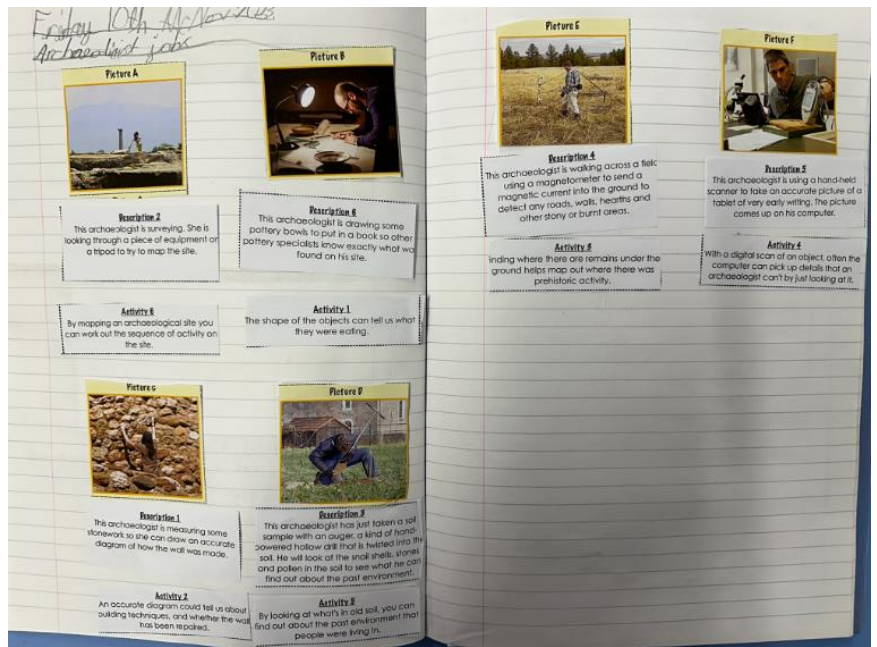 Friday 10th
Archaeologist jobs
Picture A
Description 2
This archaeologist is surveying. She is
looking through a piece of equipment on
a tripod to try to map the site.
Activity 6
By mapping an archaeological site you
can work out the sequence of activity on
the site.
Picture B
Description 6
This archaeologist is drawing some
pottery bowls to put in a book so other
pottery specialists know exactly what was
found on his site.
Activity 1
The shape of the objects can tell us what
they were eating.
Picture C
Description 1
This archaeologist is measuring some
stonework so she can draw an accurate
diagram of how the wall was made.
Activity 2
An accurate diagram could tell us about
building techniques, and whether the wall
has been repaired.
Picture D
Description 3
This archaeologist has just taken a soil
sample with an auger, a kind of hand-
powered hollow drill that is twisted into the
soil. He will look at the snail shells, stones
and pollen in the soil to see what he can
find out about the past environment.
Activity 5
By looking at what's in old soil, you can
find out about the past environment that
people were living in.
Picture E
Description 4
This archaeologist is walking across a field
using a magnetometer to send a
magnetic current into the ground to
detect any roads, walls, hearths and
other stony or burnt areas.
Activity 3
inding where there are remains under the
ground helps map out where there was
prehistoric activity.
Picture F
Description 5
This archaeologist is using a hand-held
scanner to take an accurate picture of a
tablet of very early writing. The picture
comes up on his computer.
Activity 4
With a digital scan of an object, often the
computer can pick up details that an
archaeologist can't by just looking at it.